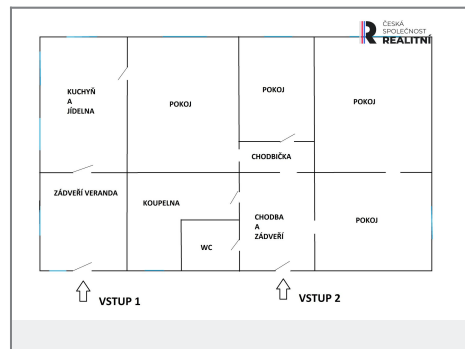 ČESKÁ
SPOLEČNOST
REALITNÍ
KUCHYŇ
A
JÍDELNA
POKOJ
POKOJ
POKOJ
CHODBIČKA
ZÁDVEŘÍ VERANDA
KOUPELNA
CHODBA
A
ZÁDVEŘÍ
POKOJ
WC
VSTUP 1
VSTUP 2